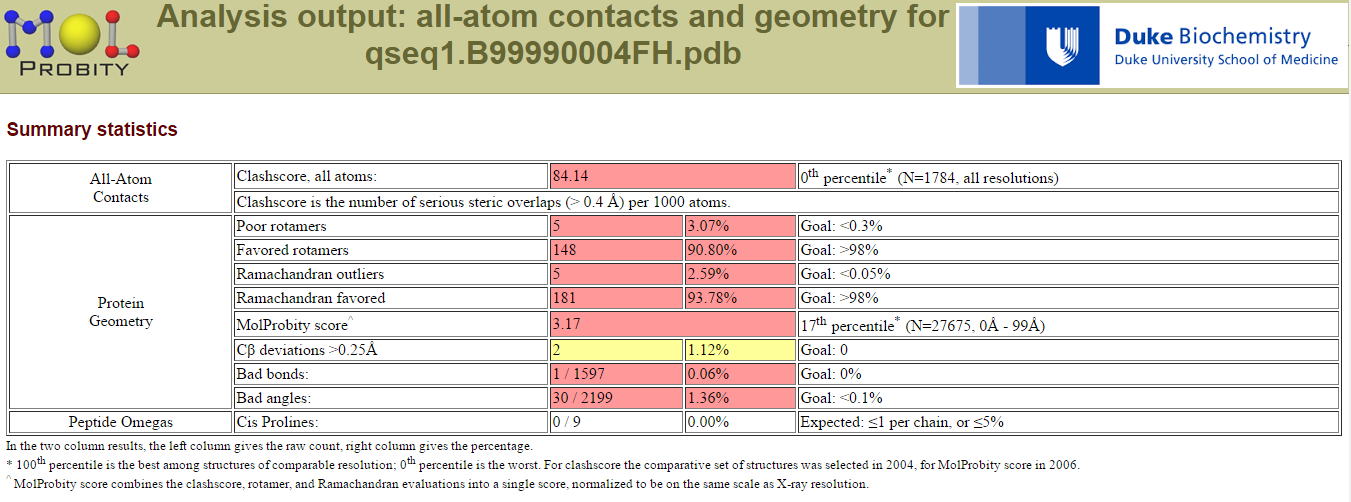 MOL
PROBITY
Analysis output: all-atom contacts and geometry for
qseq1.B99990004FH.pdb
Duke Biochemistry
Duke University School of Medicine
Summary statistics
All-Atom
Contacts
Clashscore, all atoms: 84.14 0th percentile* (N=1784, all resolutions)
Clashscore is the number of serious steric overlaps (> 0.4 Å) per 1000 atoms.
Protein
Geometry
Poor rotamers 5 3.07% Goal: <0.3%
Favored rotamers 148 90.80% Goal: >98%
Ramachandran outliers 5 2.59% Goal: <0.05%
Ramachandran favored 181 93.78% Goal: >98%
MolProbity score^ 3.17 17th percentile* (N=27675, 0Å - 99Å)
Cβ deviations >0.25Å 2 1.12% Goal: 0
Bad bonds: 1 / 1597 0.06% Goal: 0%
Bad angles: 30 / 2199 1.36% Goal: <0.1%
Peptide Omegas Cis Prolines: 0 / 9 0.00% Expected: ≤1 per chain, or ≤5%
In the two column results, the left column gives the raw count, right column gives the percentage.
* 100th percentile is the best among structures of comparable resolution; 0th percentile is the worst. For clashscore the comparative set of structures was selected in 2004, for MolProbity score in 2006.
^ MolProbity score combines the clashscore, rotamer, and Ramachandran evaluations into a single score, normalized to be on the same scale as X-ray resolution.